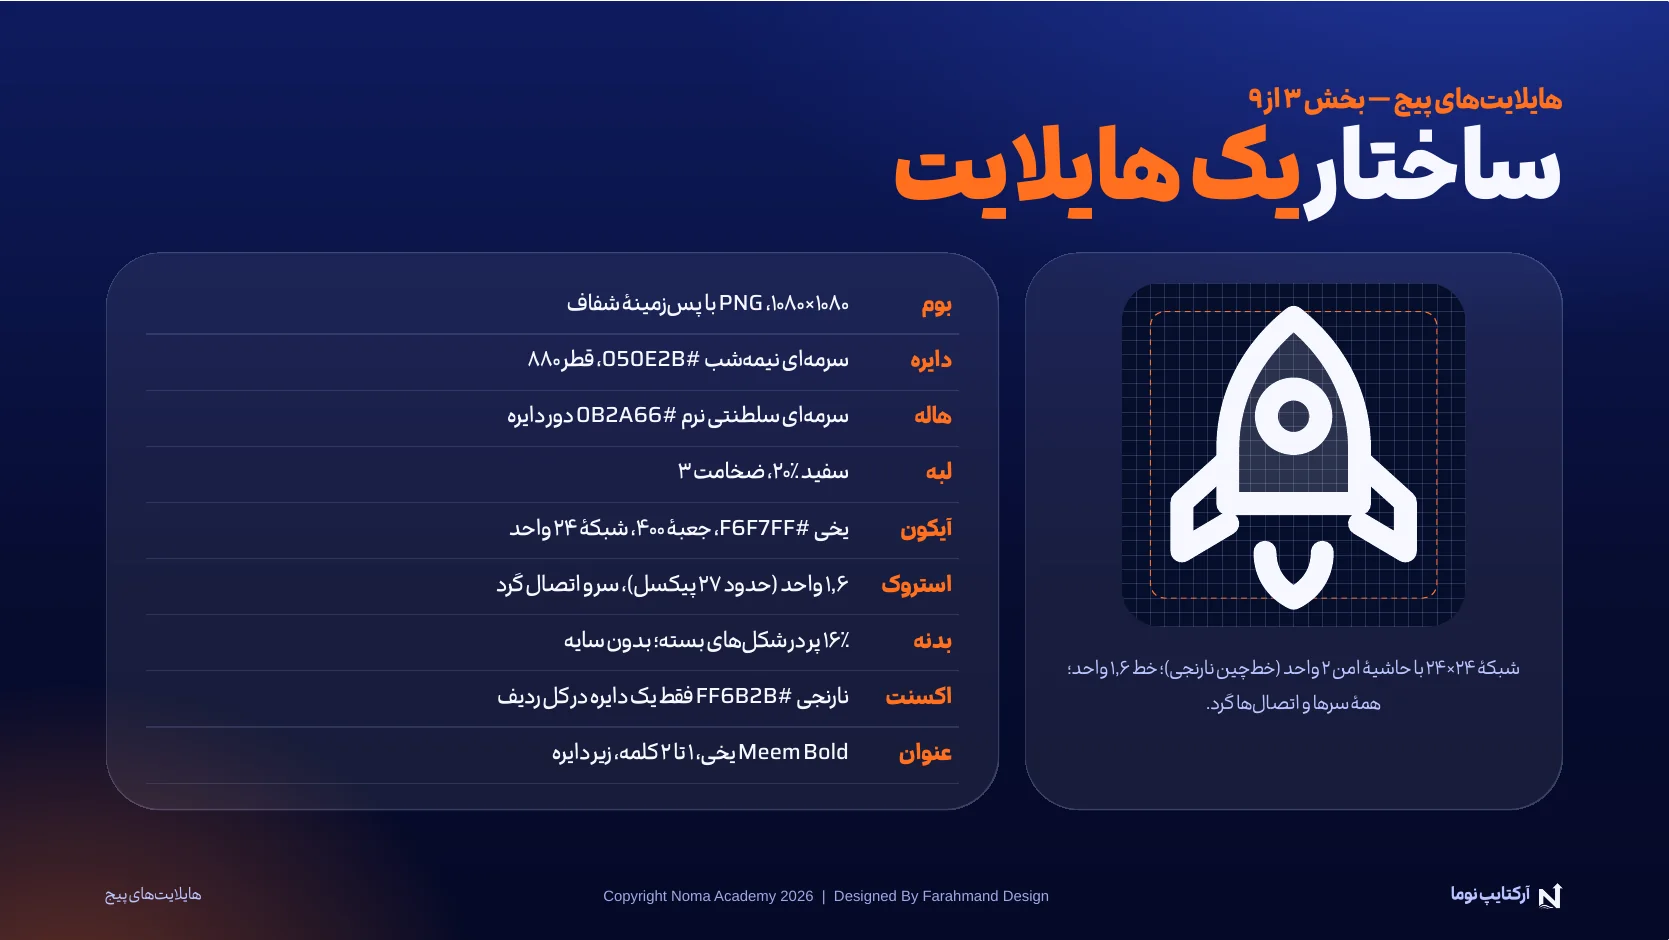 هایلایت‌های پیج — بخش ۳ از ۹
ساختار یک هایلایت
شبکهٔ ۲۴×۲۴ با حاشیهٔ امن ۲ واحد (خط‌چین نارنجی)؛ خط ۱٫۶ واحد؛
همهٔ سرها و اتصال‌ها گرد.
بوم ۱۰۸۰×۱۰۸۰، PNG با پس‌زمینهٔ شفاف
دایره سرمه‌ای نیمه‌شب #050E2B، قطر ۸۸۰
هاله سرمه‌ای سلطنتی نرم #0B2A66 دور دایره
لبه سفید ۲۰٪، ضخامت ۳
آیکون یخی #F6F7FF، جعبهٔ ۴۰۰، شبکهٔ ۲۴ واحد
استروک ۱٫۶ واحد (حدود ۲۷ پیکسل)، سر و اتصال گرد
بدنه ۱۶٪ پر در شکل‌های بسته؛ بدون سایه
اکسنت نارنجی #FF6B2B فقط یک دایره در کل ردیف
عنوان Meem Bold یخی، ۱ تا ۲ کلمه، زیر دایره
آرکتایپ نوما
Copyright Noma Academy 2026 | Designed By Farahmand Design
هایلایت‌های پیج